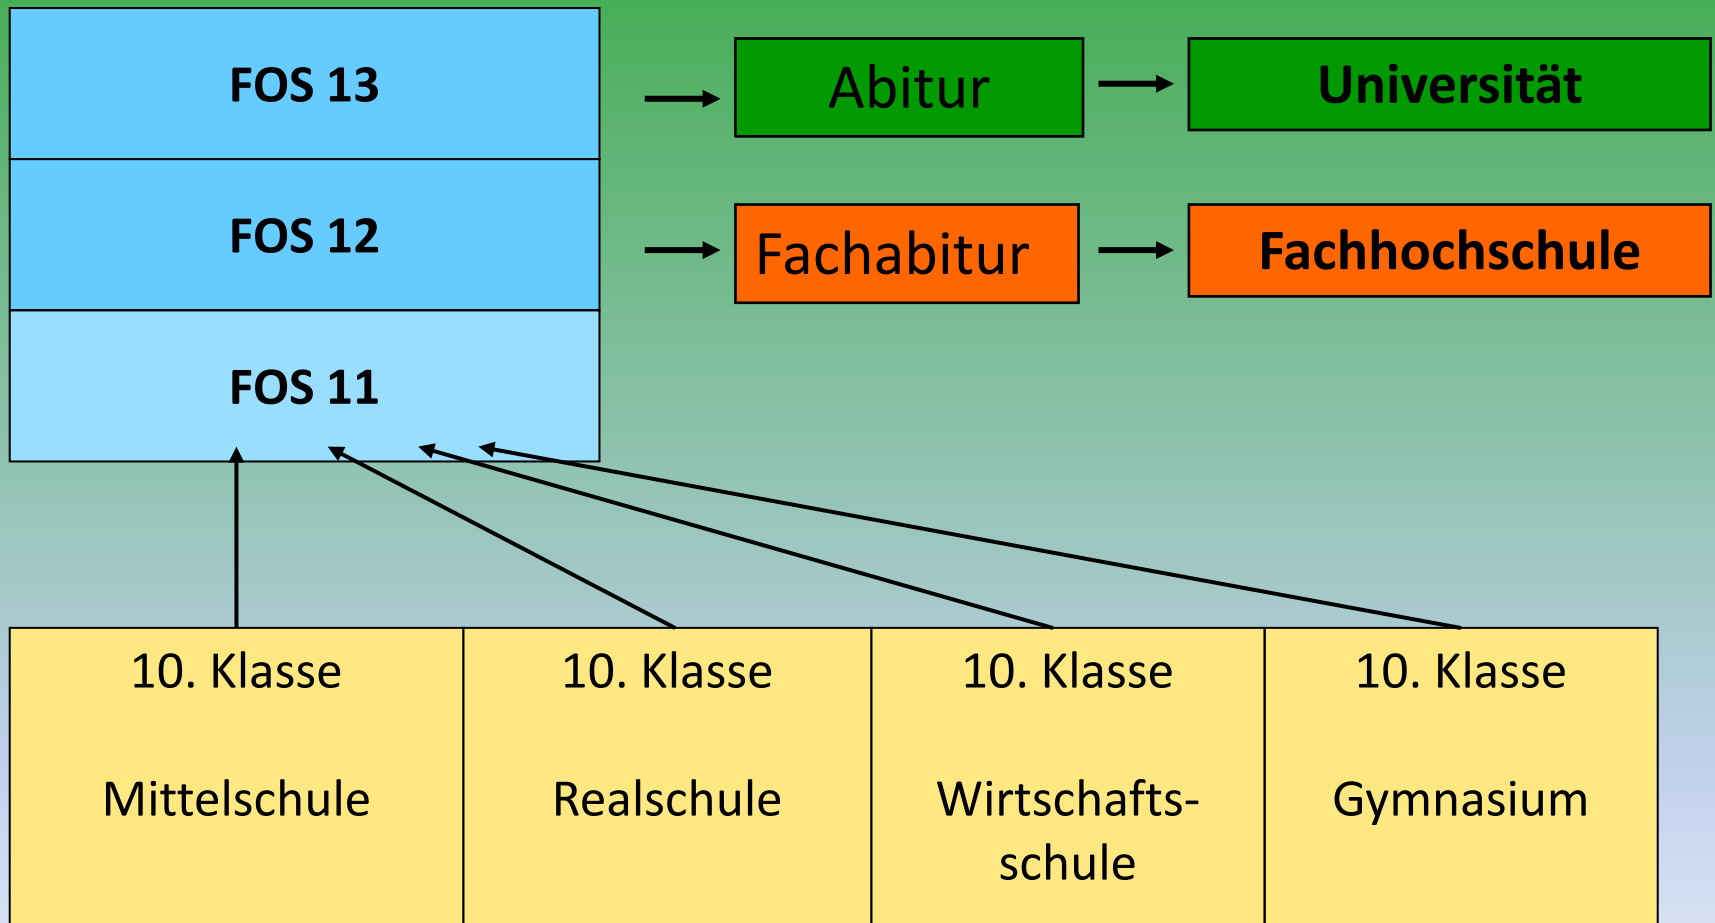 FOS 13
Abitur
Universität
FOS 12
Fachabitur
Fachhochschule
FOS 11
10. Klasse
Mittelschule
10. Klasse
Realschule
10. Klasse
Wirtschafts-
schule
10. Klasse
Gymnasium